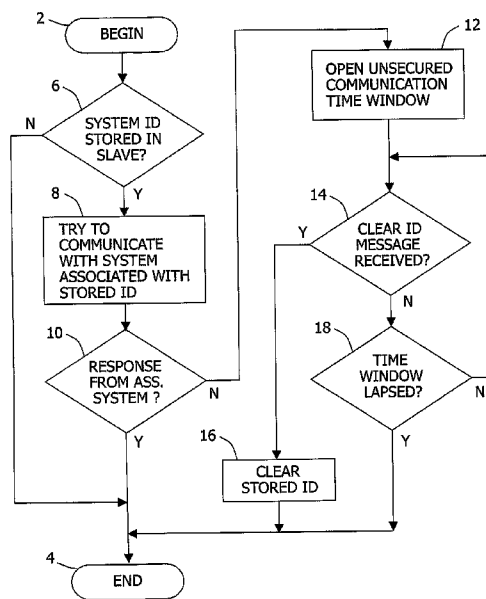 2
BEGIN
6
SYSTEM ID
STORED IN
SLAVE?
N
Y
8
TRY TO
COMMUNICATE
WITH SYSTEM
ASSOCIATED WITH
STORED ID
10
RESPONSE
FROM ASS.
SYSTEM ?
N
Y
12
OPEN UNSECURED
COMMUNICATION
TIME WINDOW
14
Y
CLEAR ID
MESSAGE
RECEIVED?
N
18
TIME
WINDOW
LAPSED?
N
Y
16
CLEAR
STORED ID
4
END